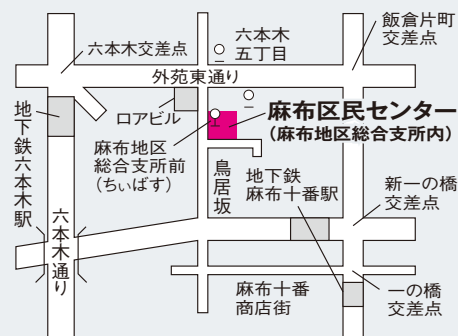 六本木交差点
六本木
五丁目
飯倉片町
交差点
外苑東通り
地下鉄六本木駅
ロアビル
麻布区民センター
(麻布地区総合支所内)
麻布地区
総合支所前
(ちぃばす)
鳥居坂
地下鉄
麻布十番駅
新一の橋
交差点
六本木通り
麻布十番
商店街
一の橋
交差点